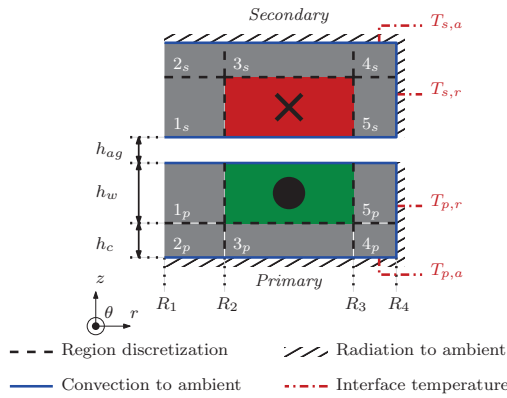 Secondary
T_{s,a}
2_s 3_s 4_s
T_{s,r}
1_s 5_s
h_{ag}
h_w
1_p 5_p
T_{p,r}
h_c
2_p 3_p 4_p
Primary
T_{p,a}
z
θ r
R_1 R_2 R_3 R_4
Region discretization
Radiation to ambient
Convection to ambient
Interface temperature